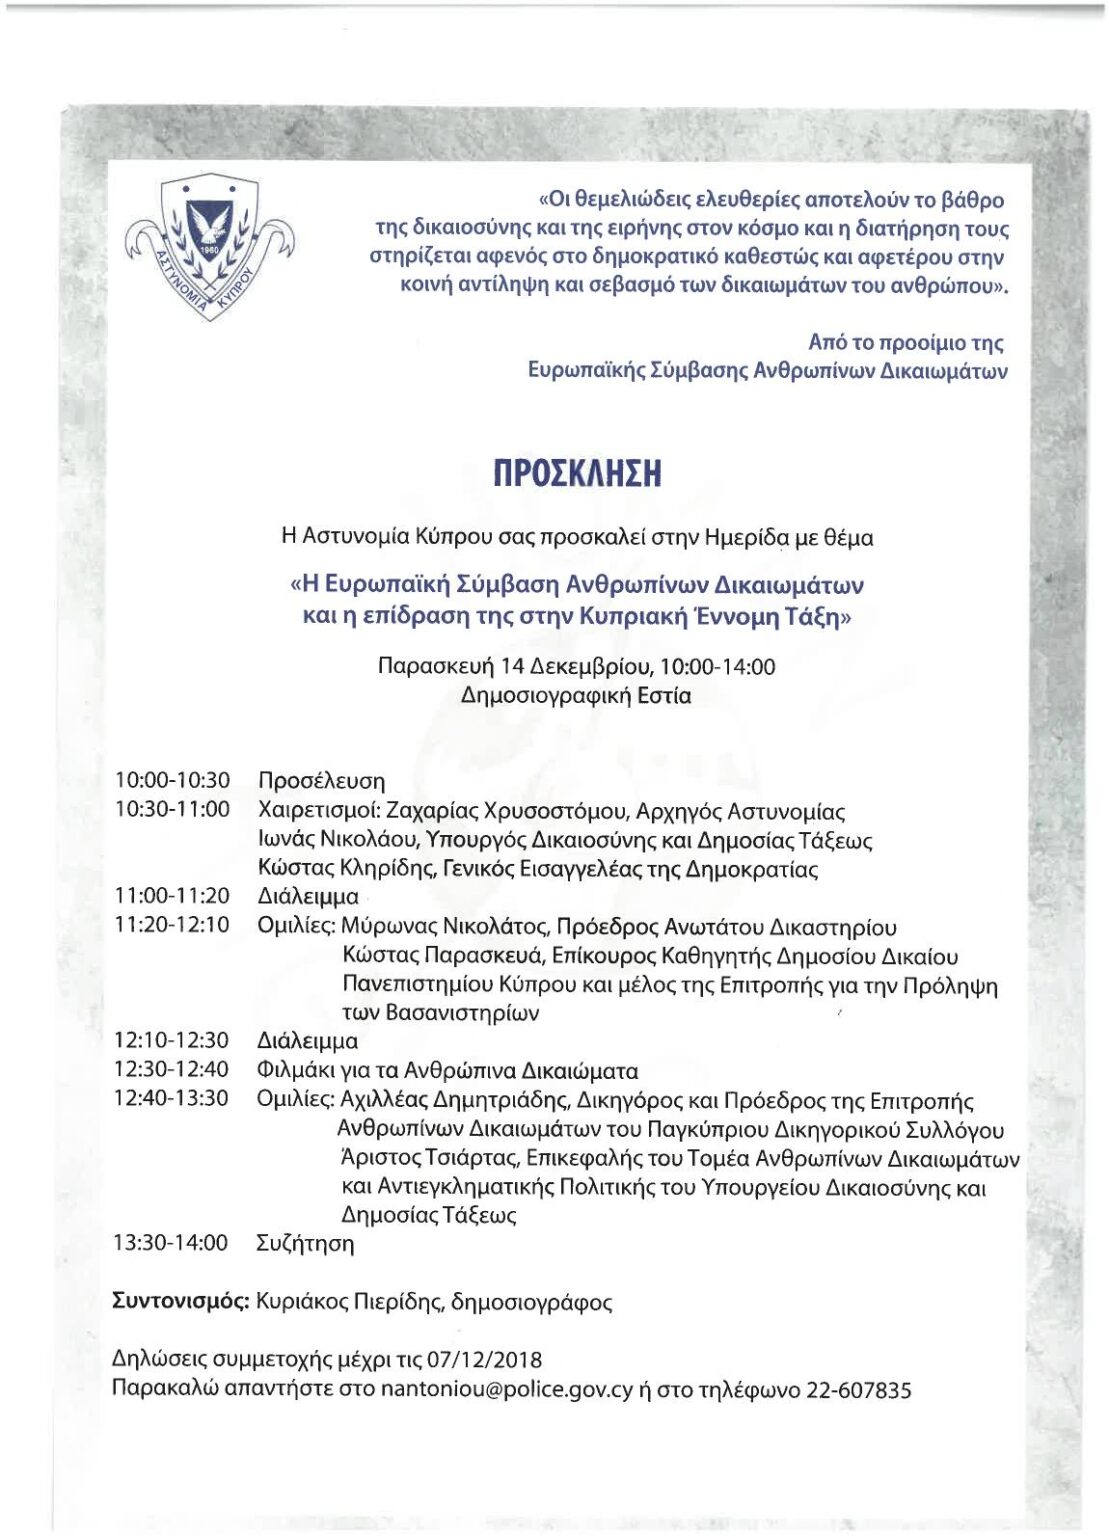 «Οι θεμελιώδεις ελευθερίες αποτελούν το βάθρο
της δικαιοσύνης και της ειρήνης στον κόσμο και η διατήρηση τους
στηρίζεται αφενός στο δημοκρατικό καθεστώς και αφετέρου στην
κοινή αντίληψη και σεβασμό των δικαιωμάτων του ανθρώπου».
1960
ΑΣΤΥΝΟΜΙΑ ΚΥΠΡΟΥ
Από το προοίμιο της
Ευρωπαϊκής Σύμβασης Ανθρωπίνων Δικαιωμάτων
ΠΡΟΣΚΛΗΣΗ
Η Αστυνομία Κύπρου σας προσκαλεί στην Ημερίδα με θέμα
«Η Ευρωπαϊκή Σύμβαση Ανθρωπίνων Δικαιωμάτων
και η επίδραση της στην Κυπριακή Έννομη Τάξη»
Παρασκευή 14 Δεκεμβρίου, 10:00-14:00
Δημοσιογραφική Εστία
10:00-10:30 Προσέλευση
10:30-11:00 Χαιρετισμοί: Ζαχαρίας Χρυσοστόμου, Αρχηγός Αστυνομίας
Ιωνάς Νικολάου, Υπουργός Δικαιοσύνης και Δημοσίας Τάξεως
Κώστας Κληρίδης, Γενικός Εισαγγελέας της Δημοκρατίας
11:00-11:20 Διάλειμμα
11:20-12:10 Ομιλίες: Μύρωνας Νικολάτος, Πρόεδρος Ανωτάτου Δικαστηρίου
Κώστας Παρασκευά, Επίκουρος Καθηγητής Δημοσίου Δικαίου
Πανεπιστημίου Κύπρου και μέλος της Επιτροπής για την Πρόληψη
των Βασανιστηρίων
12:10-12:30 Διάλειμμα
12:30-12:40 Φιλμάκι για τα Ανθρώπινα Δικαιώματα
12:40-13:30 Ομιλίες: Αχιλλέας Δημητριάδης, Δικηγόρος και Πρόεδρος της Επιτροπής
Ανθρωπίνων Δικαιωμάτων του Παγκύπριου Δικηγορικού Συλλόγου
Άριστος Τσιάρτας, Επικεφαλής του Τομέα Ανθρωπίνων Δικαιωμάτων
και Αντιεγκληματικής Πολιτικής του Υπουργείου Δικαιοσύνης και
Δημοσίας Τάξεως
13:30-14:00 Συζήτηση
Συντονισμός: Κυριάκος Πιερίδης, δημοσιογράφος
Δηλώσεις συμμετοχής μέχρι τις 07/12/2018
Παρακαλώ απαντήστε στο nantoniou@police.gov.cy ή στο τηλέφωνο 22-607835